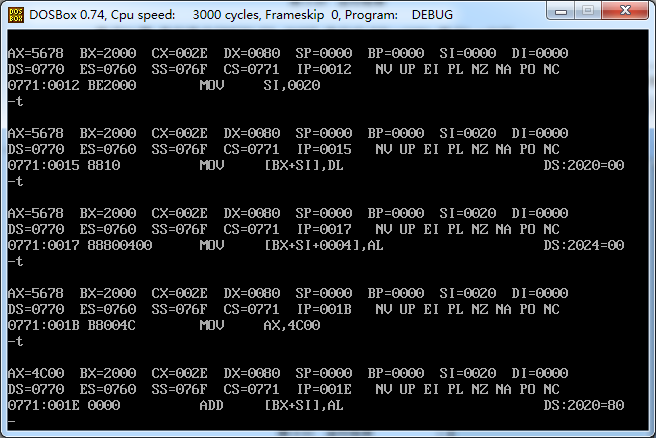 DOSBox 0.74, Cpu speed: 3000 cycles, Frameskip 0, Program: DEBUG
AX=5678 BX=2000 CX=002E DX=0080 SP=0000 BP=0000 SI=0000 DI=0000
DS=0770 ES=0760 SS=076F CS=0771 IP=0012 NV UP EI PL NZ NA PO NC
0771:0012 BE2000 MOV SI,0020
-t
AX=5678 BX=2000 CX=002E DX=0080 SP=0000 BP=0000 SI=0020 DI=0000
DS=0770 ES=0760 SS=076F CS=0771 IP=0015 NV UP EI PL NZ NA PO NC
0771:0015 8810 MOV [BX+SI],DL DS:2020=00
-t
AX=5678 BX=2000 CX=002E DX=0080 SP=0000 BP=0000 SI=0020 DI=0000
DS=0770 ES=0760 SS=076F CS=0771 IP=0017 NV UP EI PL NZ NA PO NC
0771:0017 88800400 MOV [BX+SI+0004],AL DS:2024=00
-t
AX=5678 BX=2000 CX=002E DX=0080 SP=0000 BP=0000 SI=0020 DI=0000
DS=0770 ES=0760 SS=076F CS=0771 IP=001B NV UP EI PL NZ NA PO NC
0771:001B B8004C MOV AX,4C00
-t
AX=4C00 BX=2000 CX=002E DX=0080 SP=0000 BP=0000 SI=0020 DI=0000
DS=0770 ES=0760 SS=076F CS=0771 IP=001E NV UP EI PL NZ NA PO NC
0771:001E 0000 ADD [BX+SI],AL DS:2020=80
-